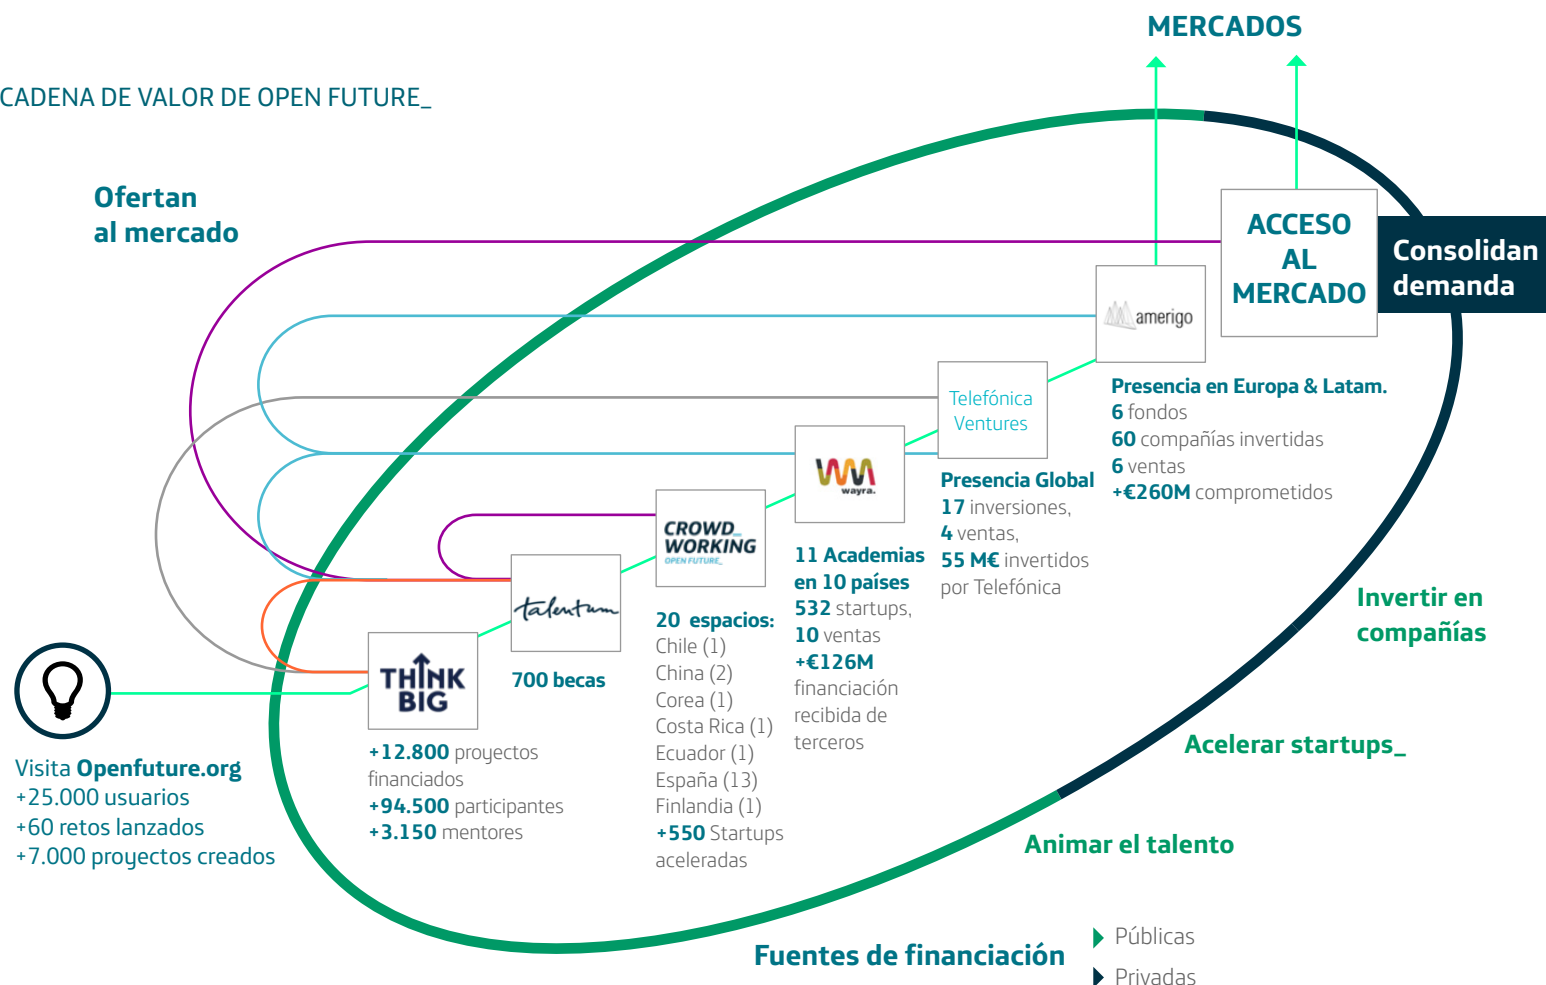 MERCADOS
CADENA DE VALOR DE OPEN FUTURE_
Ofertan
al mercado
ACCESO
AL
MERCADO
Consolidan
demanda
amerigo
Presencia en Europa & Latam.
6 fondos
60 compañías invertidas
6 ventas
+€260M comprometidos
Telefónica
Ventures
Presencia Global
17 inversiones,
4 ventas,
55 M€ invertidos
por Telefónica
wayra.
11 Academias
en 10 países
532 startups,
10 ventas
+€126M
financiación
recibida de
terceros
CROWD_
WORKING
OPEN FUTURE_
20 espacios:
Chile (1)
China (2)
Corea (1)
Costa Rica (1)
Ecuador (1)
España (13)
Finlandia (1)
+550 Startups
aceleradas
talentum
700 becas
THINK
BIG
+12.800 proyectos
financiados
+94.500 participantes
+3.150 mentores
Visita Openfuture.org
+25.000 usuarios
+60 retos lanzados
+7.000 proyectos creados
Invertir en
compañías
Acelerar startups_
Animar el talento
Fuentes de financiación
Públicas
Privadas